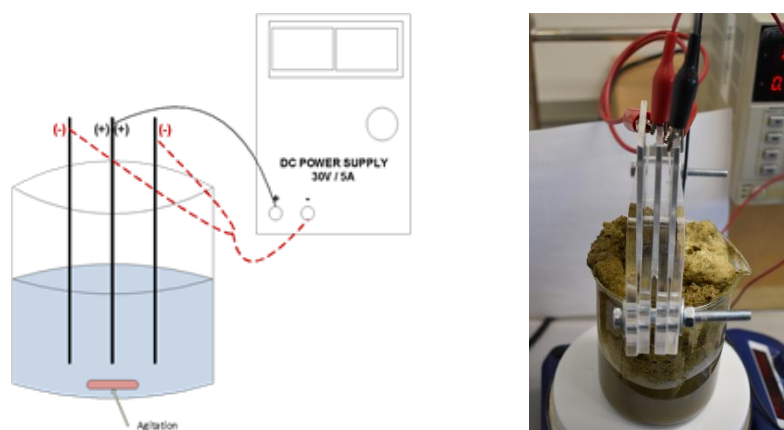 (-)
(+)
(+)
(-)
DC POWER SUPPLY
30V / 5A
+
-
Agitation